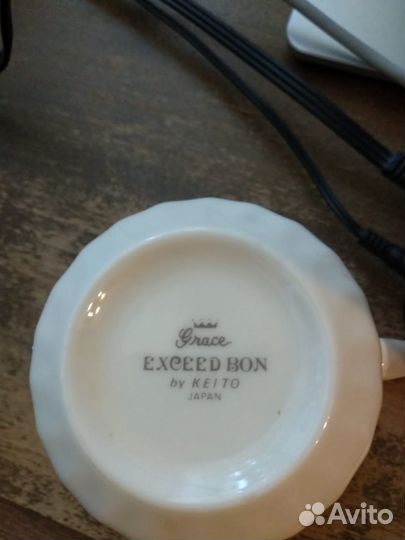 Grace
EXCEED BON
by KEITO
JAPAN
Avito